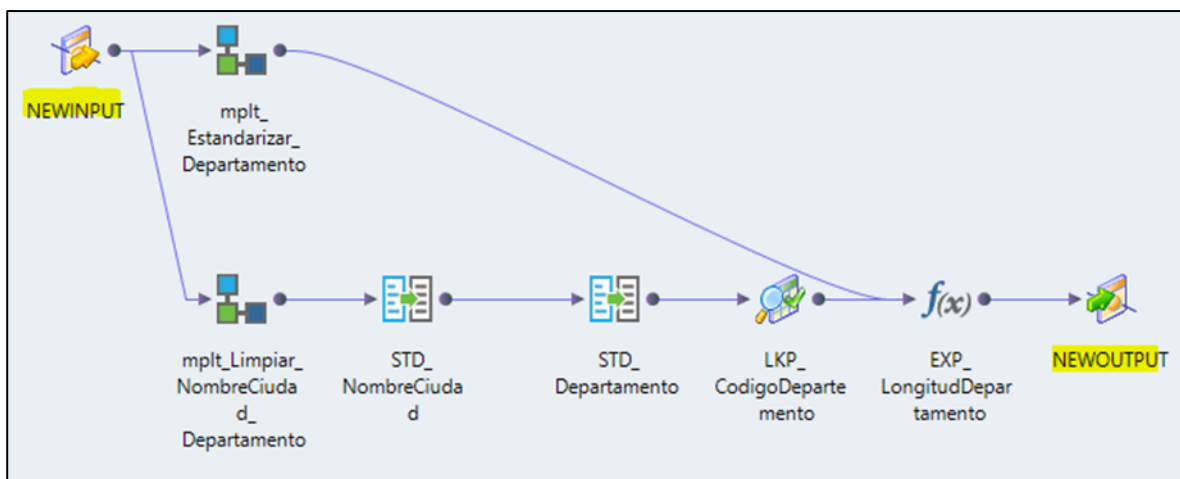 NEWINPUT
mplt_
Estandarizar_
Departamento
mplt_Limpiar_
NombreCiuda
d_
Departamento
STD_
NombreCiuda
d
STD_
Departamento
LKP_
CodigoDeparte
mento
f(x)
EXP_
LongitudDepar
tamento
NEWOUTPUT